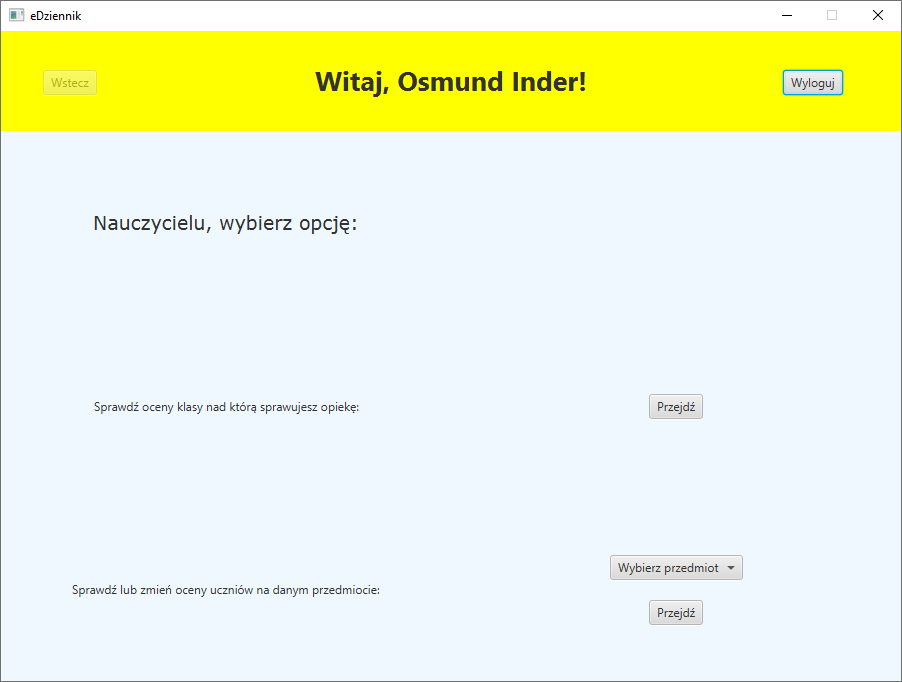 eDziennik
Wstecz
Witaj, Osmund Inder!
Wyloguj
Nauczycielu, wybierz opcję:
Sprawdź oceny klasy nad którą sprawujesz opiekę:
Przejdź
Wybierz przedmiot
Sprawdź lub zmień oceny uczniów na danym przedmiocie:
Przejdź